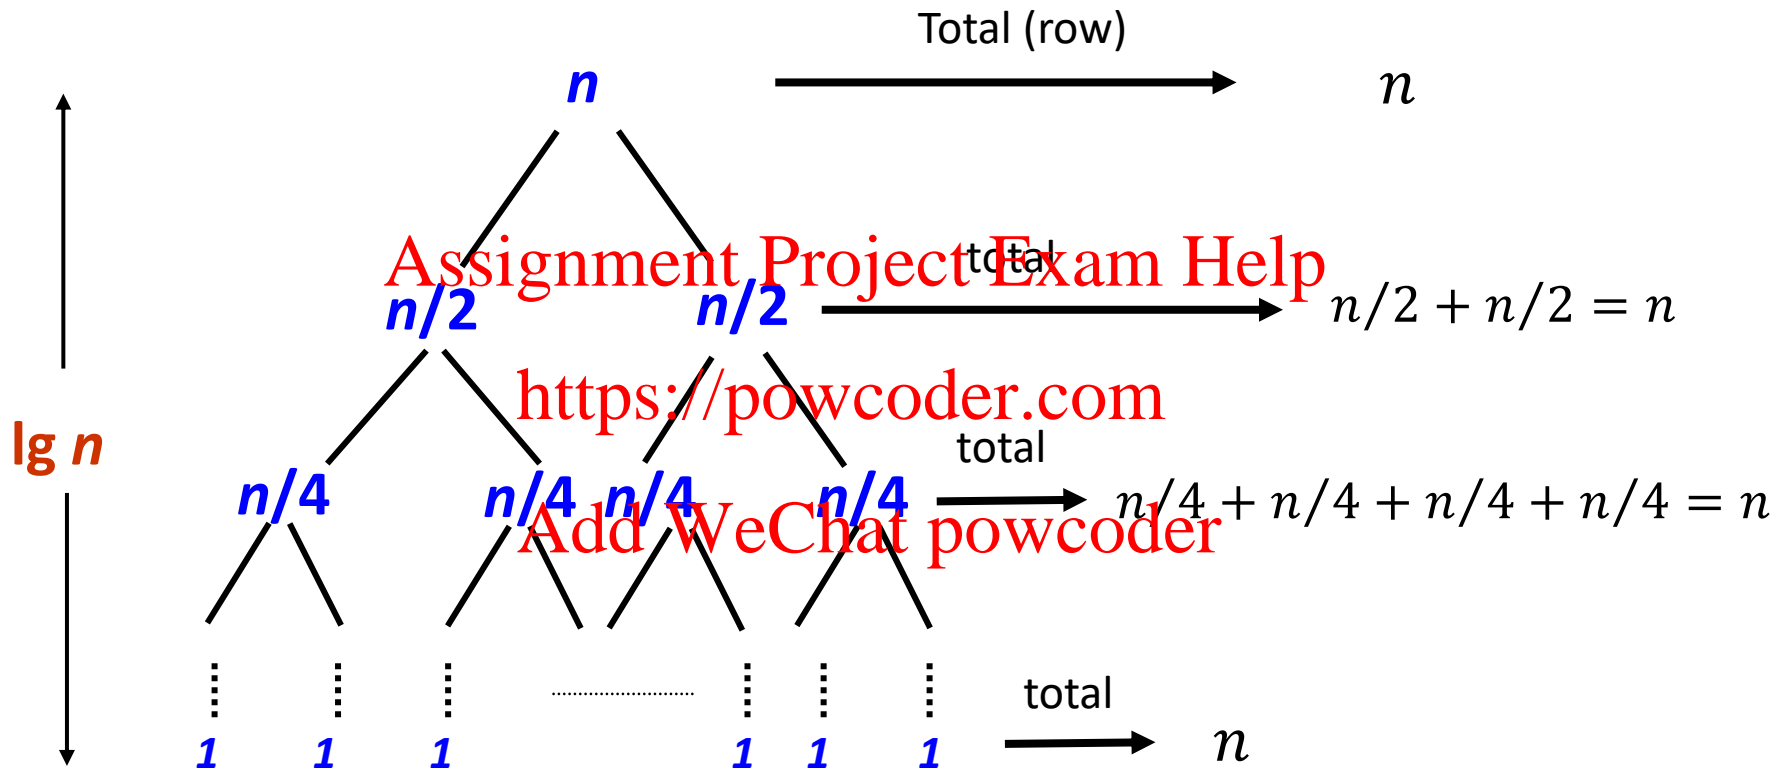 Total (row)
n
n
Assignment Project Exam Help
total
n/2
n/2
n/2 + n/2 = n
https://powcoder.com
lg n
total
n/4
n/4
n/4
n/4
n/4 + n/4 + n/4 + n/4 = n
Add WeChat powcoder
total
1
1
1
1
1
1
n